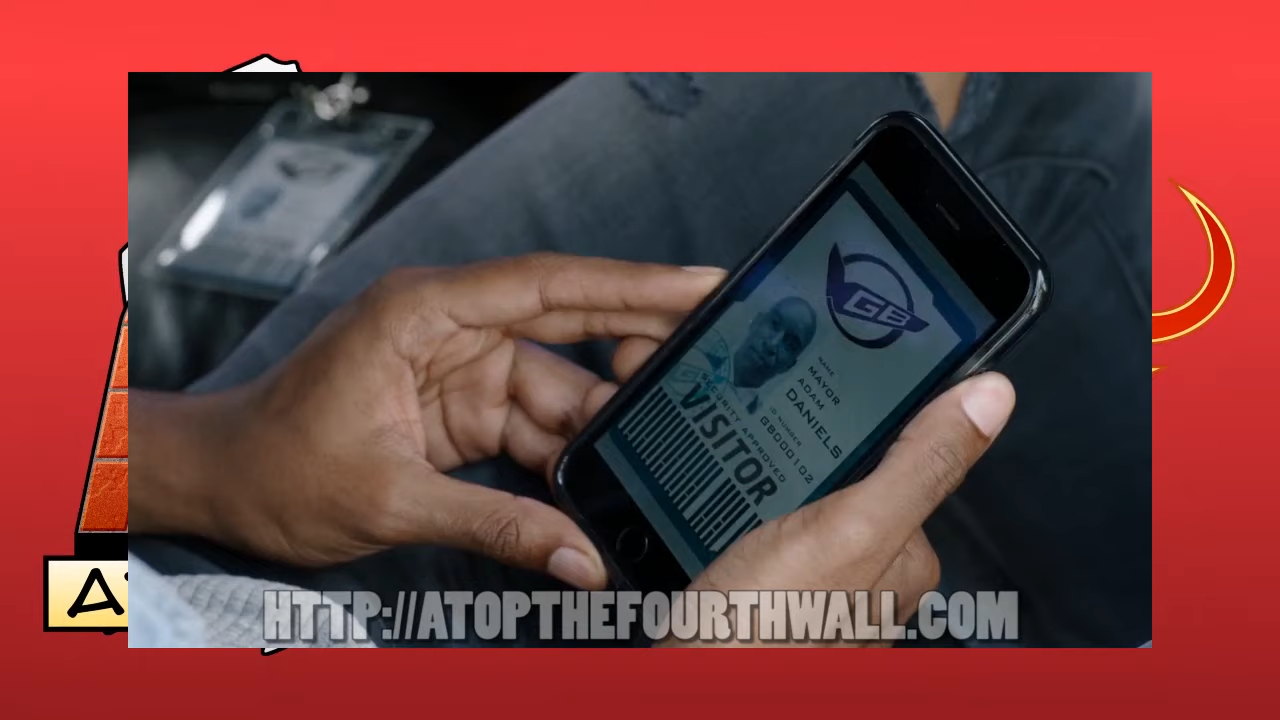 GB
NAME
MAYOR
ADAM
DANIELS
ID NUMBER
GB000102
SECURITY APPROVED
VISITOR
A
HTTP://ATOPTHEFOURTHWALL.COM